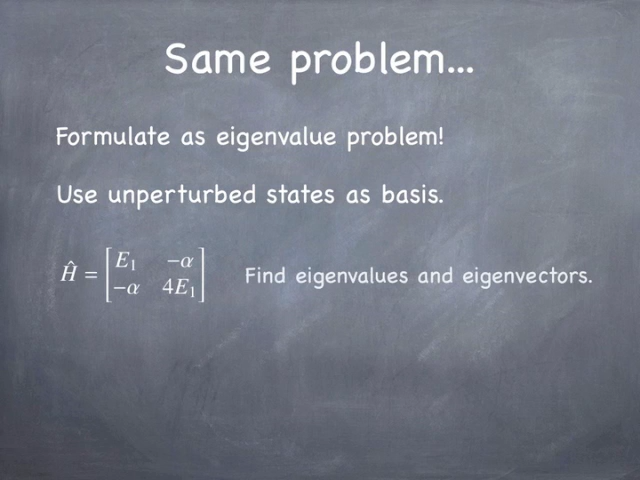 Same problem...
Formulate as eigenvalue problem!
Use unperturbed states as basis.
Ĥ = [E₁ −α
−α 4E₁] Find eigenvalues and eigenvectors.